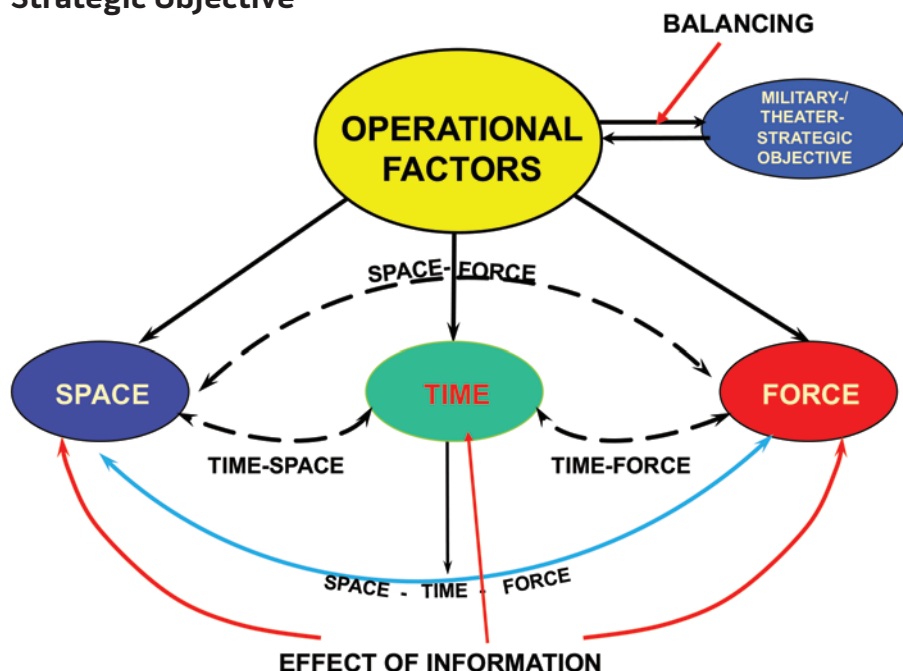 Strategic Objective
BALANCING
OPERATIONAL
FACTORS
MILITARY-/
THEATER-
STRATEGIC
OBJECTIVE
SPACE-FORCE
SPACE
TIME
FORCE
TIME-SPACE
TIME-FORCE
SPACE - TIME - FORCE
EFFECT OF INFORMATION